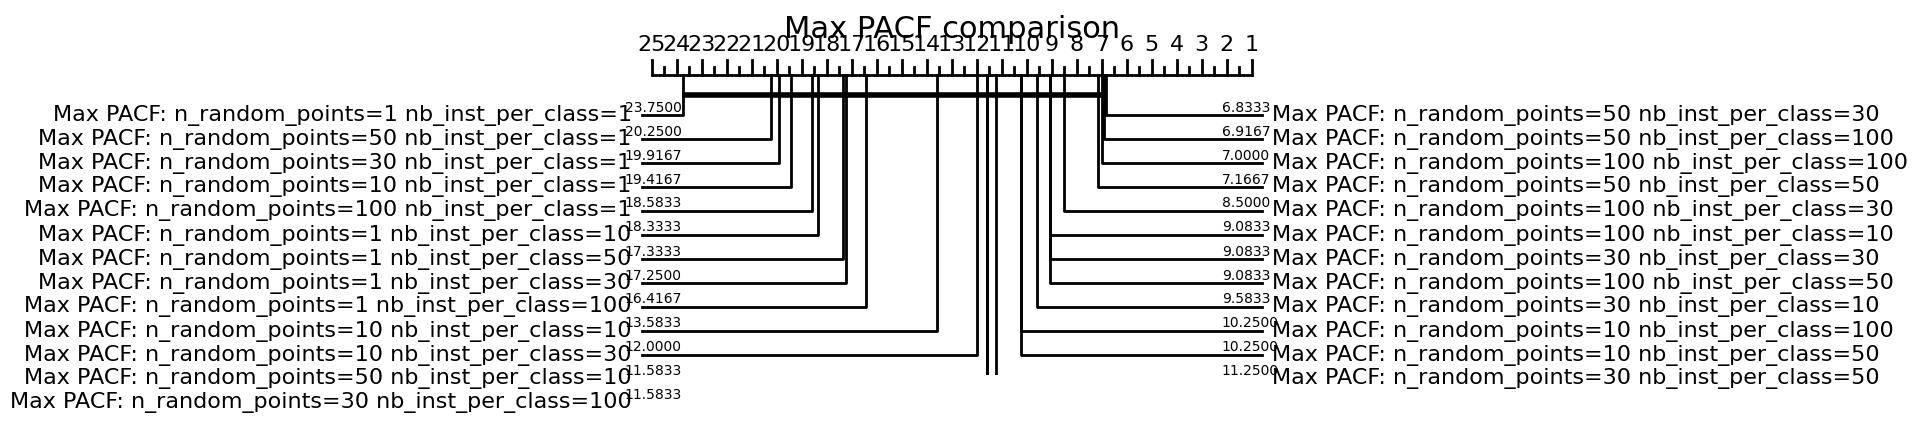 Max PACF comparison
25 24 23 22 21 20 19 18 17 16 15 14 13 12 11 10 9 8 7 6 5 4 3 2 1
Max PACF: n_random_points=1 nb_inst_per_class=1 23.7500
Max PACF: n_random_points=50 nb_inst_per_class=1 20.2500
Max PACF: n_random_points=30 nb_inst_per_class=1 19.9167
Max PACF: n_random_points=10 nb_inst_per_class=1 19.4167
Max PACF: n_random_points=100 nb_inst_per_class=1 18.5833
Max PACF: n_random_points=1 nb_inst_per_class=10 18.3333
Max PACF: n_random_points=1 nb_inst_per_class=50 17.3333
Max PACF: n_random_points=1 nb_inst_per_class=30 17.2500
Max PACF: n_random_points=1 nb_inst_per_class=100 16.4167
Max PACF: n_random_points=10 nb_inst_per_class=10 13.5833
Max PACF: n_random_points=10 nb_inst_per_class=30 12.0000
Max PACF: n_random_points=50 nb_inst_per_class=10 11.5833
Max PACF: n_random_points=30 nb_inst_per_class=100 11.5833
6.8333 Max PACF: n_random_points=50 nb_inst_per_class=30
6.9167 Max PACF: n_random_points=50 nb_inst_per_class=100
7.0000 Max PACF: n_random_points=100 nb_inst_per_class=100
7.1667 Max PACF: n_random_points=50 nb_inst_per_class=50
8.5000 Max PACF: n_random_points=100 nb_inst_per_class=30
9.0833 Max PACF: n_random_points=100 nb_inst_per_class=10
9.0833 Max PACF: n_random_points=30 nb_inst_per_class=30
9.0833 Max PACF: n_random_points=100 nb_inst_per_class=50
9.5833 Max PACF: n_random_points=30 nb_inst_per_class=10
10.2500 Max PACF: n_random_points=10 nb_inst_per_class=100
10.2500 Max PACF: n_random_points=10 nb_inst_per_class=50
11.2500 Max PACF: n_random_points=30 nb_inst_per_class=50